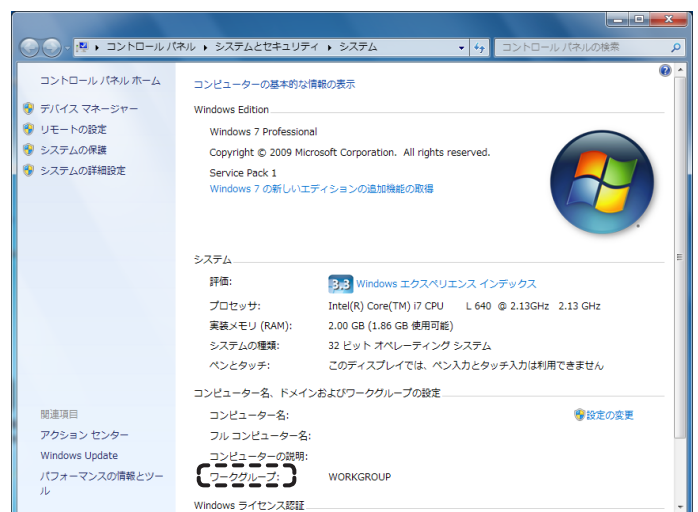 コントロール パネル ▸ システムとセキュリティ ▸ システム
コントロール パネルの検索
コントロール パネル ホーム
デバイス マネージャー
リモートの設定
システムの保護
システムの詳細設定
コンピューターの基本的な情報の表示
Windows Edition
Windows 7 Professional
Copyright © 2009 Microsoft Corporation. All rights reserved.
Service Pack 1
Windows 7 の新しいエディションの追加機能の取得
システム
評価: 3.3 Windows エクスペリエンス インデックス
プロセッサ: Intel(R) Core(TM) i7 CPU L 640 @ 2.13GHz 2.13 GHz
実装メモリ (RAM): 2.00 GB (1.86 GB 使用可能)
システムの種類: 32 ビット オペレーティング システム
ペンとタッチ: このディスプレイでは、ペン入力とタッチ入力は利用できません
コンピューター名、ドメインおよびワークグループの設定
コンピューター名: 設定の変更
フル コンピューター名:
コンピューターの説明:
ワークグループ: WORKGROUP
Windows ライセンス認証
関連項目
アクション センター
Windows Update
パフォーマンスの情報とツー
ル